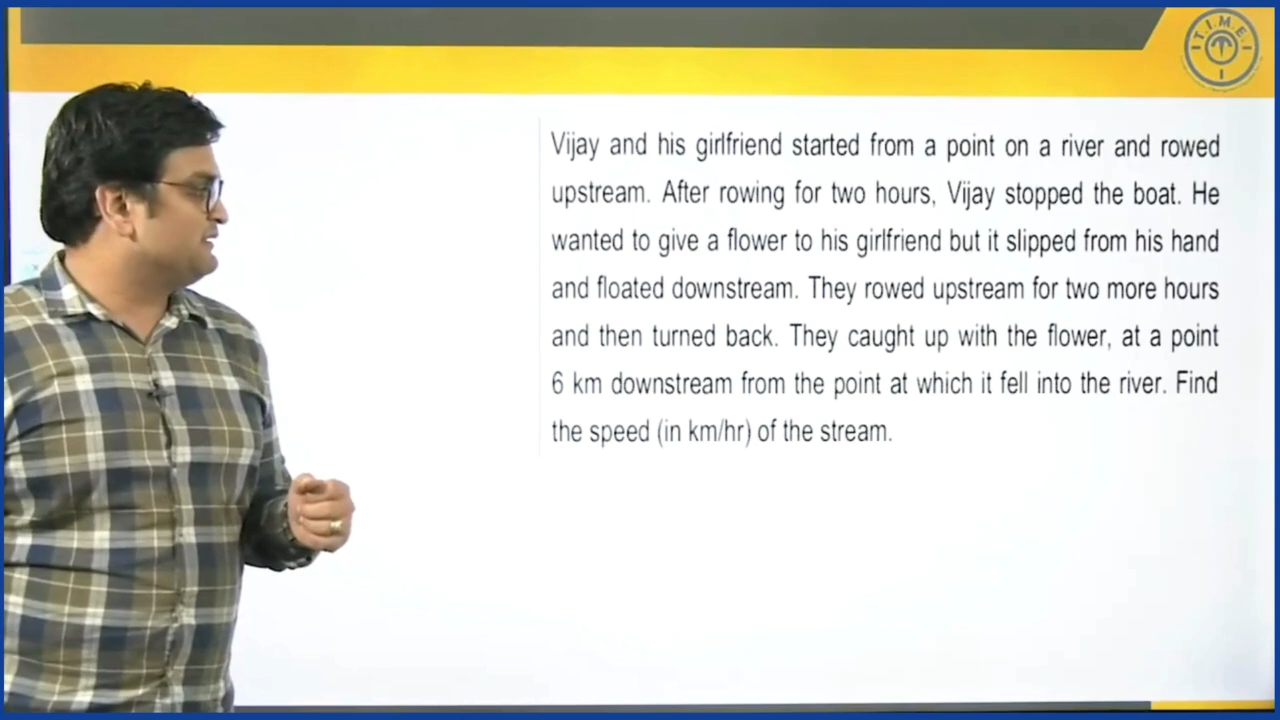 T.I.M.E.
Vijay and his girlfriend started from a point on a river and rowed
upstream. After rowing for two hours, Vijay stopped the boat. He
wanted to give a flower to his girlfriend but it slipped from his hand
and floated downstream. They rowed upstream for two more hours
and then turned back. They caught up with the flower, at a point
6 km downstream from the point at which it fell into the river. Find
the speed (in km/hr) of the stream.